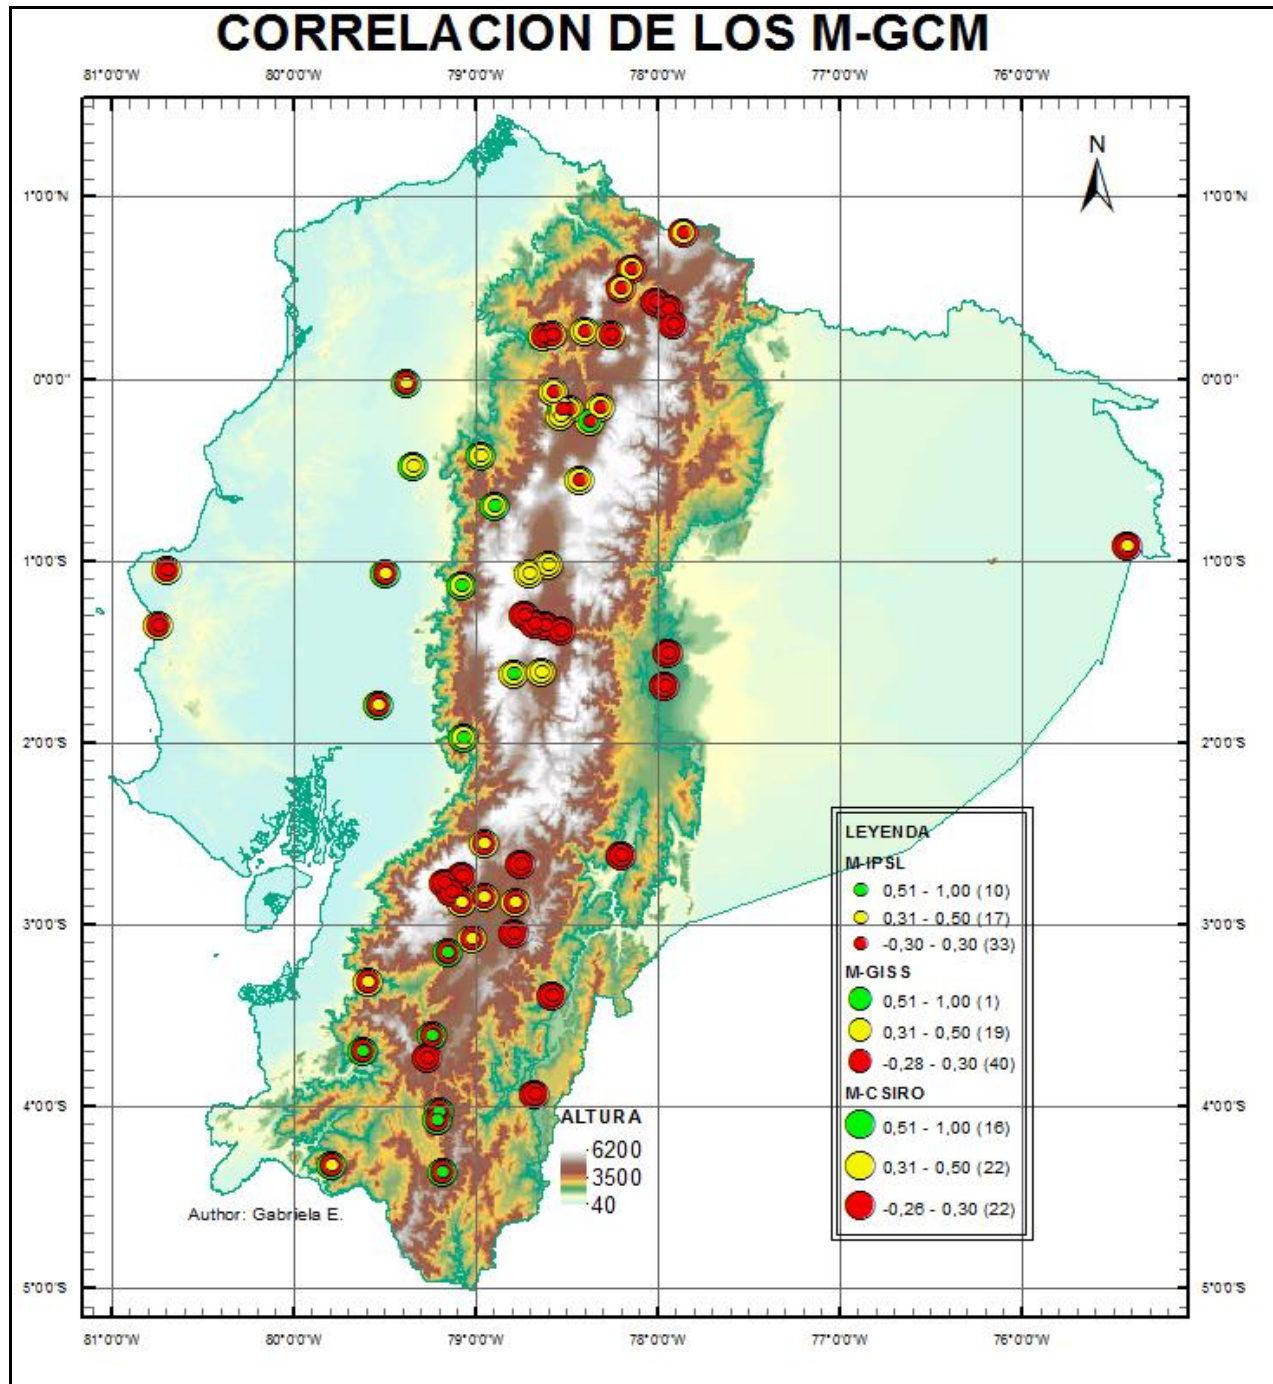 CORRELACION DE LOS M-GCM
81°0'0"W 80°0'0"W 79°0'0"W 78°0'0"W 77°0'0"W 76°0'0"W
N
1°0'0"N 1°0'0"N
0°0'0" 0°0'0"
1°0'0"S 1°0'0"S
2°0'0"S 2°0'0"S
3°0'0"S 3°0'0"S
4°0'0"S 4°0'0"S
5°0'0"S 5°0'0"S
LEYENDA
M-IPSL
0,51 - 1,00 (10)
0,31 - 0,50 (17)
-0,30 - 0,30 (33)
M-GISS
0,51 - 1,00 (1)
0,31 - 0,50 (19)
-0,28 - 0,30 (40)
M-CSIRO
0,51 - 1,00 (16)
0,31 - 0,50 (22)
-0,26 - 0,30 (22)
ALTURA
6200
3500
40
Author: Gabriela E.
81°0'0"W 80°0'0"W 79°0'0"W 78°0'0"W 77°0'0"W 76°0'0"W